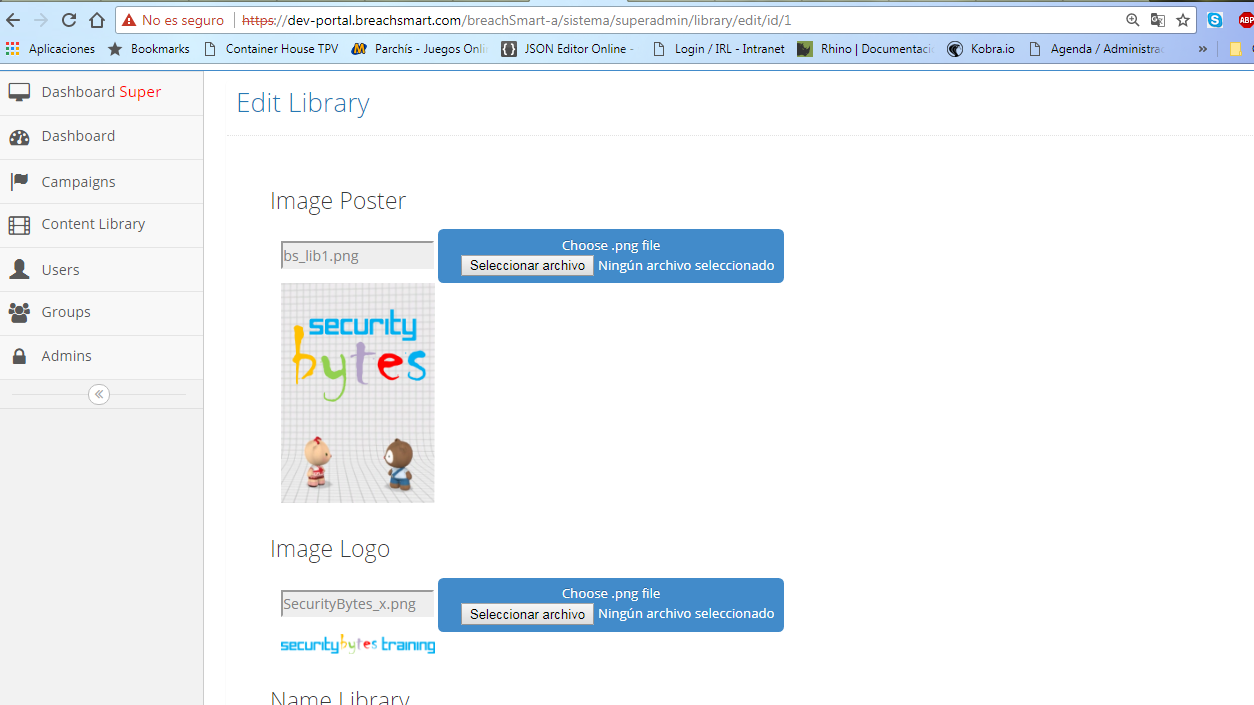 No es seguro | https://dev-portal.breachsmart.com/breachSmart-a/sistema/superadmin/library/edit/id/1
Aplicaciones Bookmarks Container House TPV Parchís - Juegos Onli JSON Editor Online - Login / IRL - Intranet Rhino | Documentaci Kobra.io Agenda / Administra »
Dashboard Super
Dashboard
Campaigns
Content Library
Users
Groups
Admins
Edit Library
Image Poster
bs_lib1.png
Choose .png file
Seleccionar archivo Ningún archivo seleccionado
security
bytes
Image Logo
SecurityBytes_x.png
Choose .png file
Seleccionar archivo Ningún archivo seleccionado
securitybytes training
Name Library